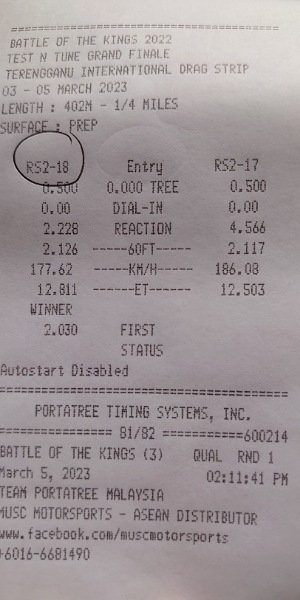 ================================
BATTLE OF THE KINGS 2022
TEST N TUNE GRAND FINALE
TERENGGANU INTERNATIONAL DRAG STRIP
03 - 05 MARCH 2023
LENGTH : 402M - 1/4 MILES
SURFACE : PREP
RS2-18 Entry RS2-17
0.500 0.000 TREE 0.500
0.00 DIAL-IN 0.00
2.228 REACTION 4.566
2.126 -----60FT----- 2.117
177.62 -----KM/H----- 186.08
12.811 ------ET------ 12.503
WINNER
2.030 FIRST
STATUS
Autostart Disabled
================================
PORTATREE TIMING SYSTEMS, INC.
=============== 81/82 ===========600214
BATTLE OF THE KINGS (3) QUAL RND 1
March 5, 2023 02:11:41 PM
TEAM PORTATREE MALAYSIA
MUSC MOTORSPORTS - ASEAN DISTRIBUTOR
www.facebook.com/muscmotorsports
+6016-6681490